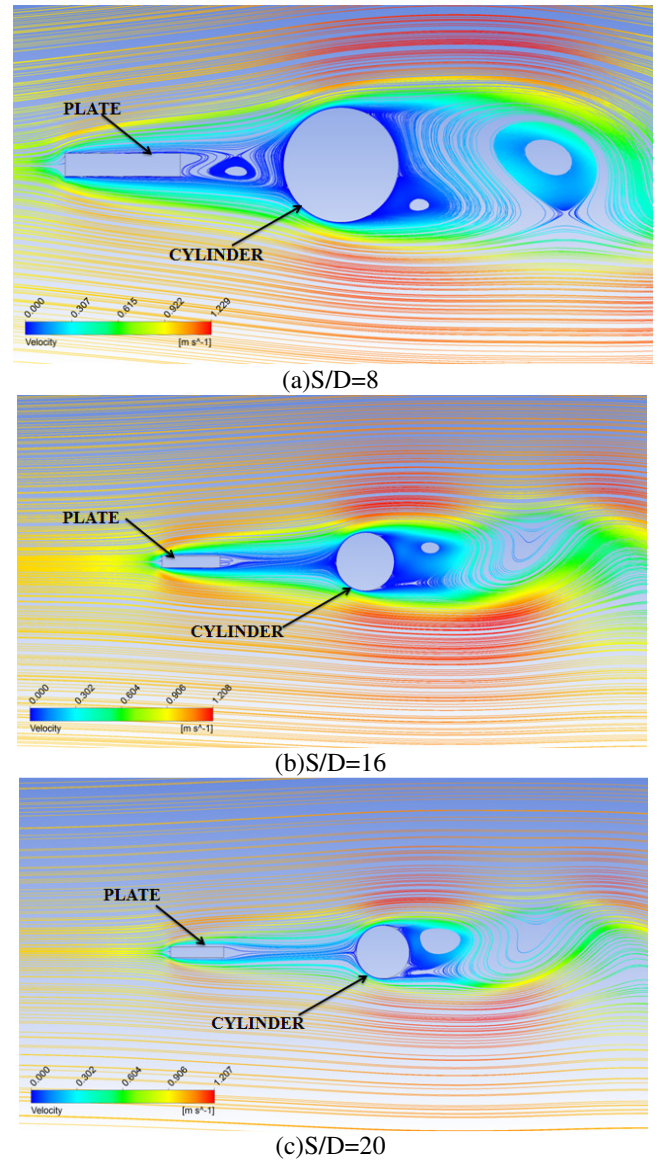 PLATE
CYLINDER
0.000 0.307 0.615 0.922 1.229
Velocity [m s^-1]
(a)S/D=8
PLATE
CYLINDER
0.000 0.302 0.604 0.906 1.208
Velocity [m s^-1]
(b)S/D=16
PLATE
CYLINDER
0.000 0.302 0.604 0.906 1.207
Velocity [m s^-1]
(c)S/D=20